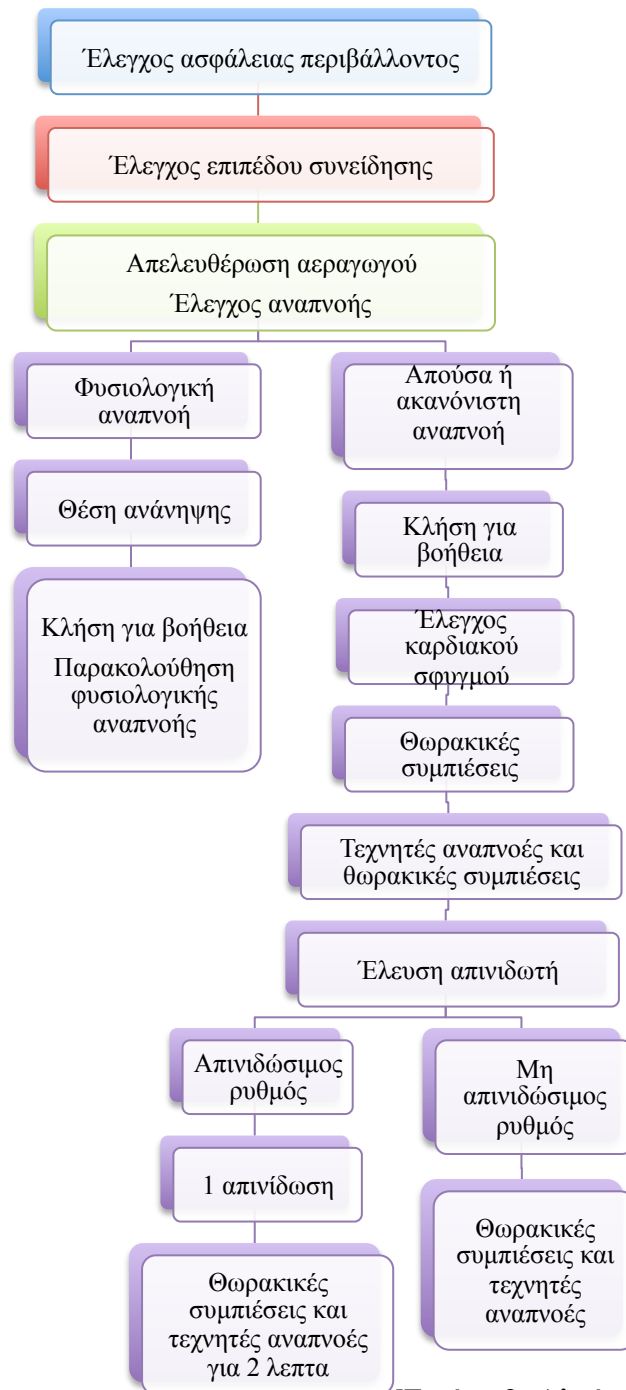 Έλεγχος ασφάλειας περιβάλλοντος
Έλεγχος επιπέδου συνείδησης
Απελευθέρωση αεραγωγού
Έλεγχος αναπνοής
Φυσιολογική
αναπνοή
Θέση ανάνηψης
Κλήση για βοήθεια
Παρακολούθηση
φυσιολογικής
αναπνοής
Απούσα ή
ακανόνιστη
αναπνοή
Κλήση για
βοήθεια
Έλεγχος
καρδιακού
σφυγμού
Θωρακικές
συμπιέσεις
Τεχνητές αναπνοές και
θωρακικές συμπιέσεις
Έλευση απινιδωτή
Απινιδώσιμος
ρυθμός
1 απινίδωση
Θωρακικές
συμπιέσεις και
τεχνητές αναπνοές
για 2 λεπτα
Μη
απινιδώσιμος
ρυθμός
Θωρακικές
συμπιέσεις και
τεχνητές
αναπνοές